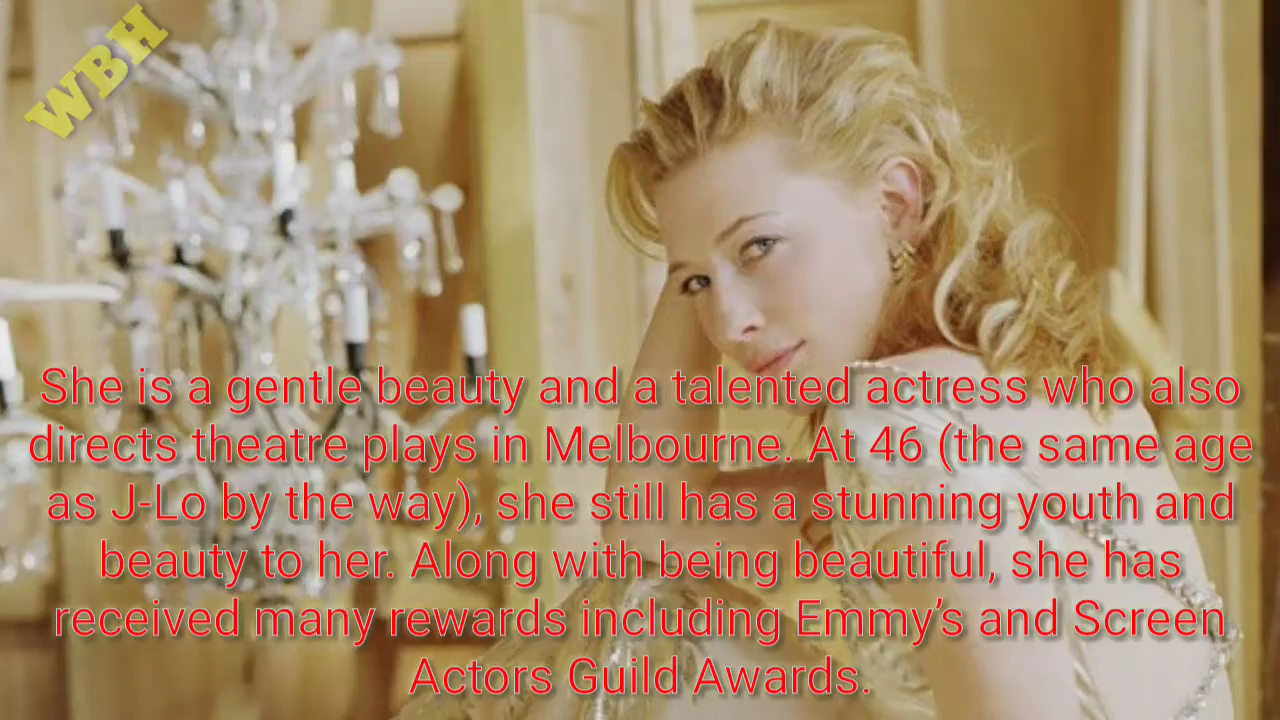 WBH
She is a gentle beauty and a talented actress who also
directs theatre plays in Melbourne. At 46 (the same age
as J-Lo by the way), she still has a stunning youth and
beauty to her. Along with being beautiful, she has
received many rewards including Emmy’s and Screen
Actors Guild Awards.